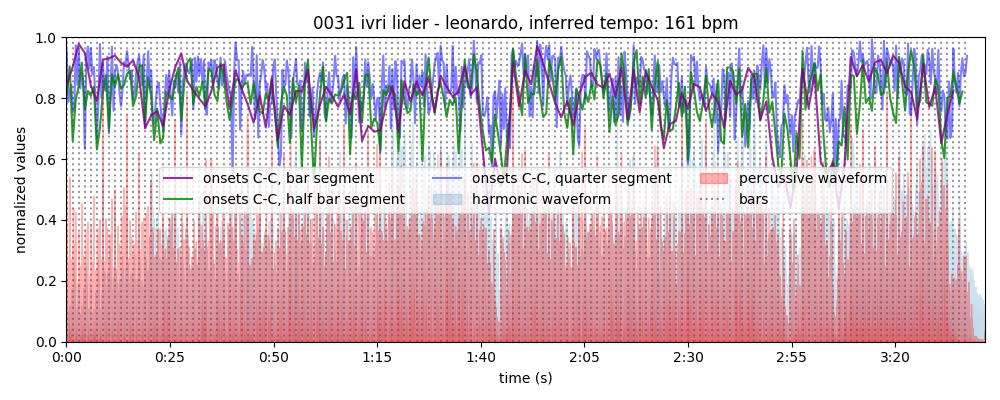 0031 ivri lider - leonardo, inferred tempo: 161 bpm
normalized values
1.0
0.8
0.6
0.4
0.2
0.0
onsets C-C, bar segment
onsets C-C, half bar segment
onsets C-C, quarter segment
harmonic waveform
percussive waveform
bars
0:00 0:25 0:50 1:15 1:40 2:05 2:30 2:55 3:20
time (s)